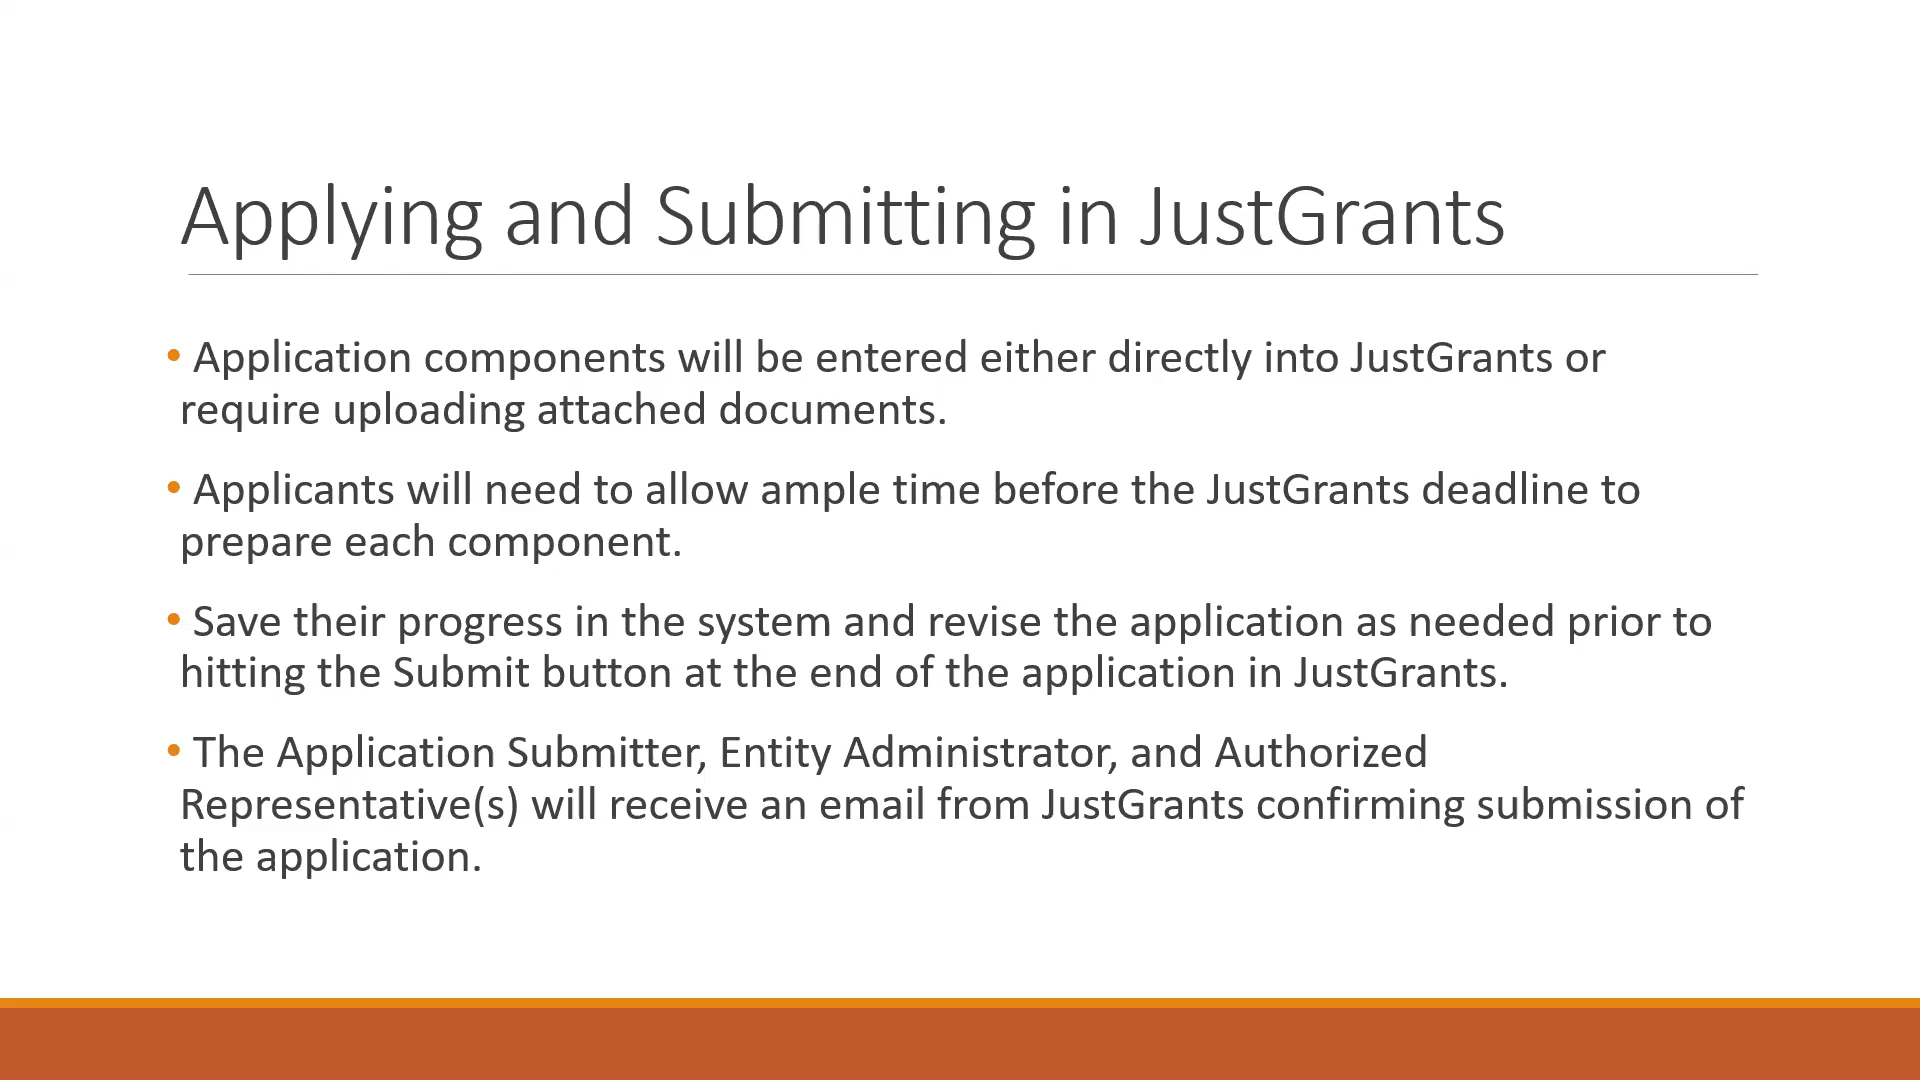 Applying and Submitting in JustGrants
• Application components will be entered either directly into JustGrants or
require uploading attached documents.
• Applicants will need to allow ample time before the JustGrants deadline to
prepare each component.
• Save their progress in the system and revise the application as needed prior to
hitting the Submit button at the end of the application in JustGrants.
• The Application Submitter, Entity Administrator, and Authorized
Representative(s) will receive an email from JustGrants confirming submission of
the application.